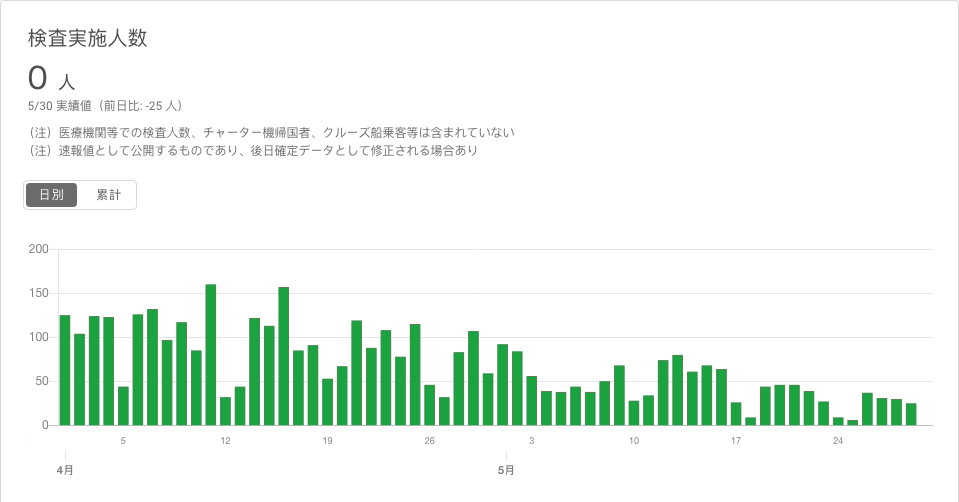 検査実施人数
0 人
5/30 実績値（前日比: -25 人）
（注）医療機関等での検査人数、チャーター機帰国者、クルーズ船乗客等は含まれていない
（注）速報値として公開するものであり、後日確定データとして修正される場合あり
日別 累計
200
150
100
50
0
5 12 19 26 3 10 17 24
4月 5月